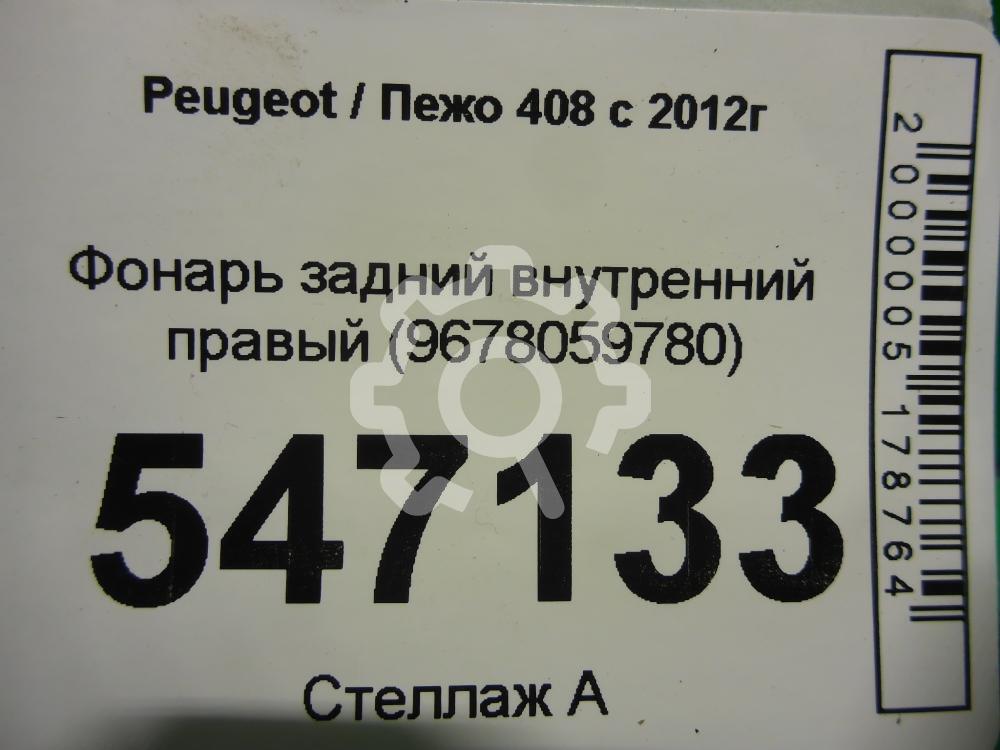 Peugeot / Пежо 408 с 2012г
Фонарь задний внутренний
правый (9678059780)
547133
Стеллаж А
2000005178764